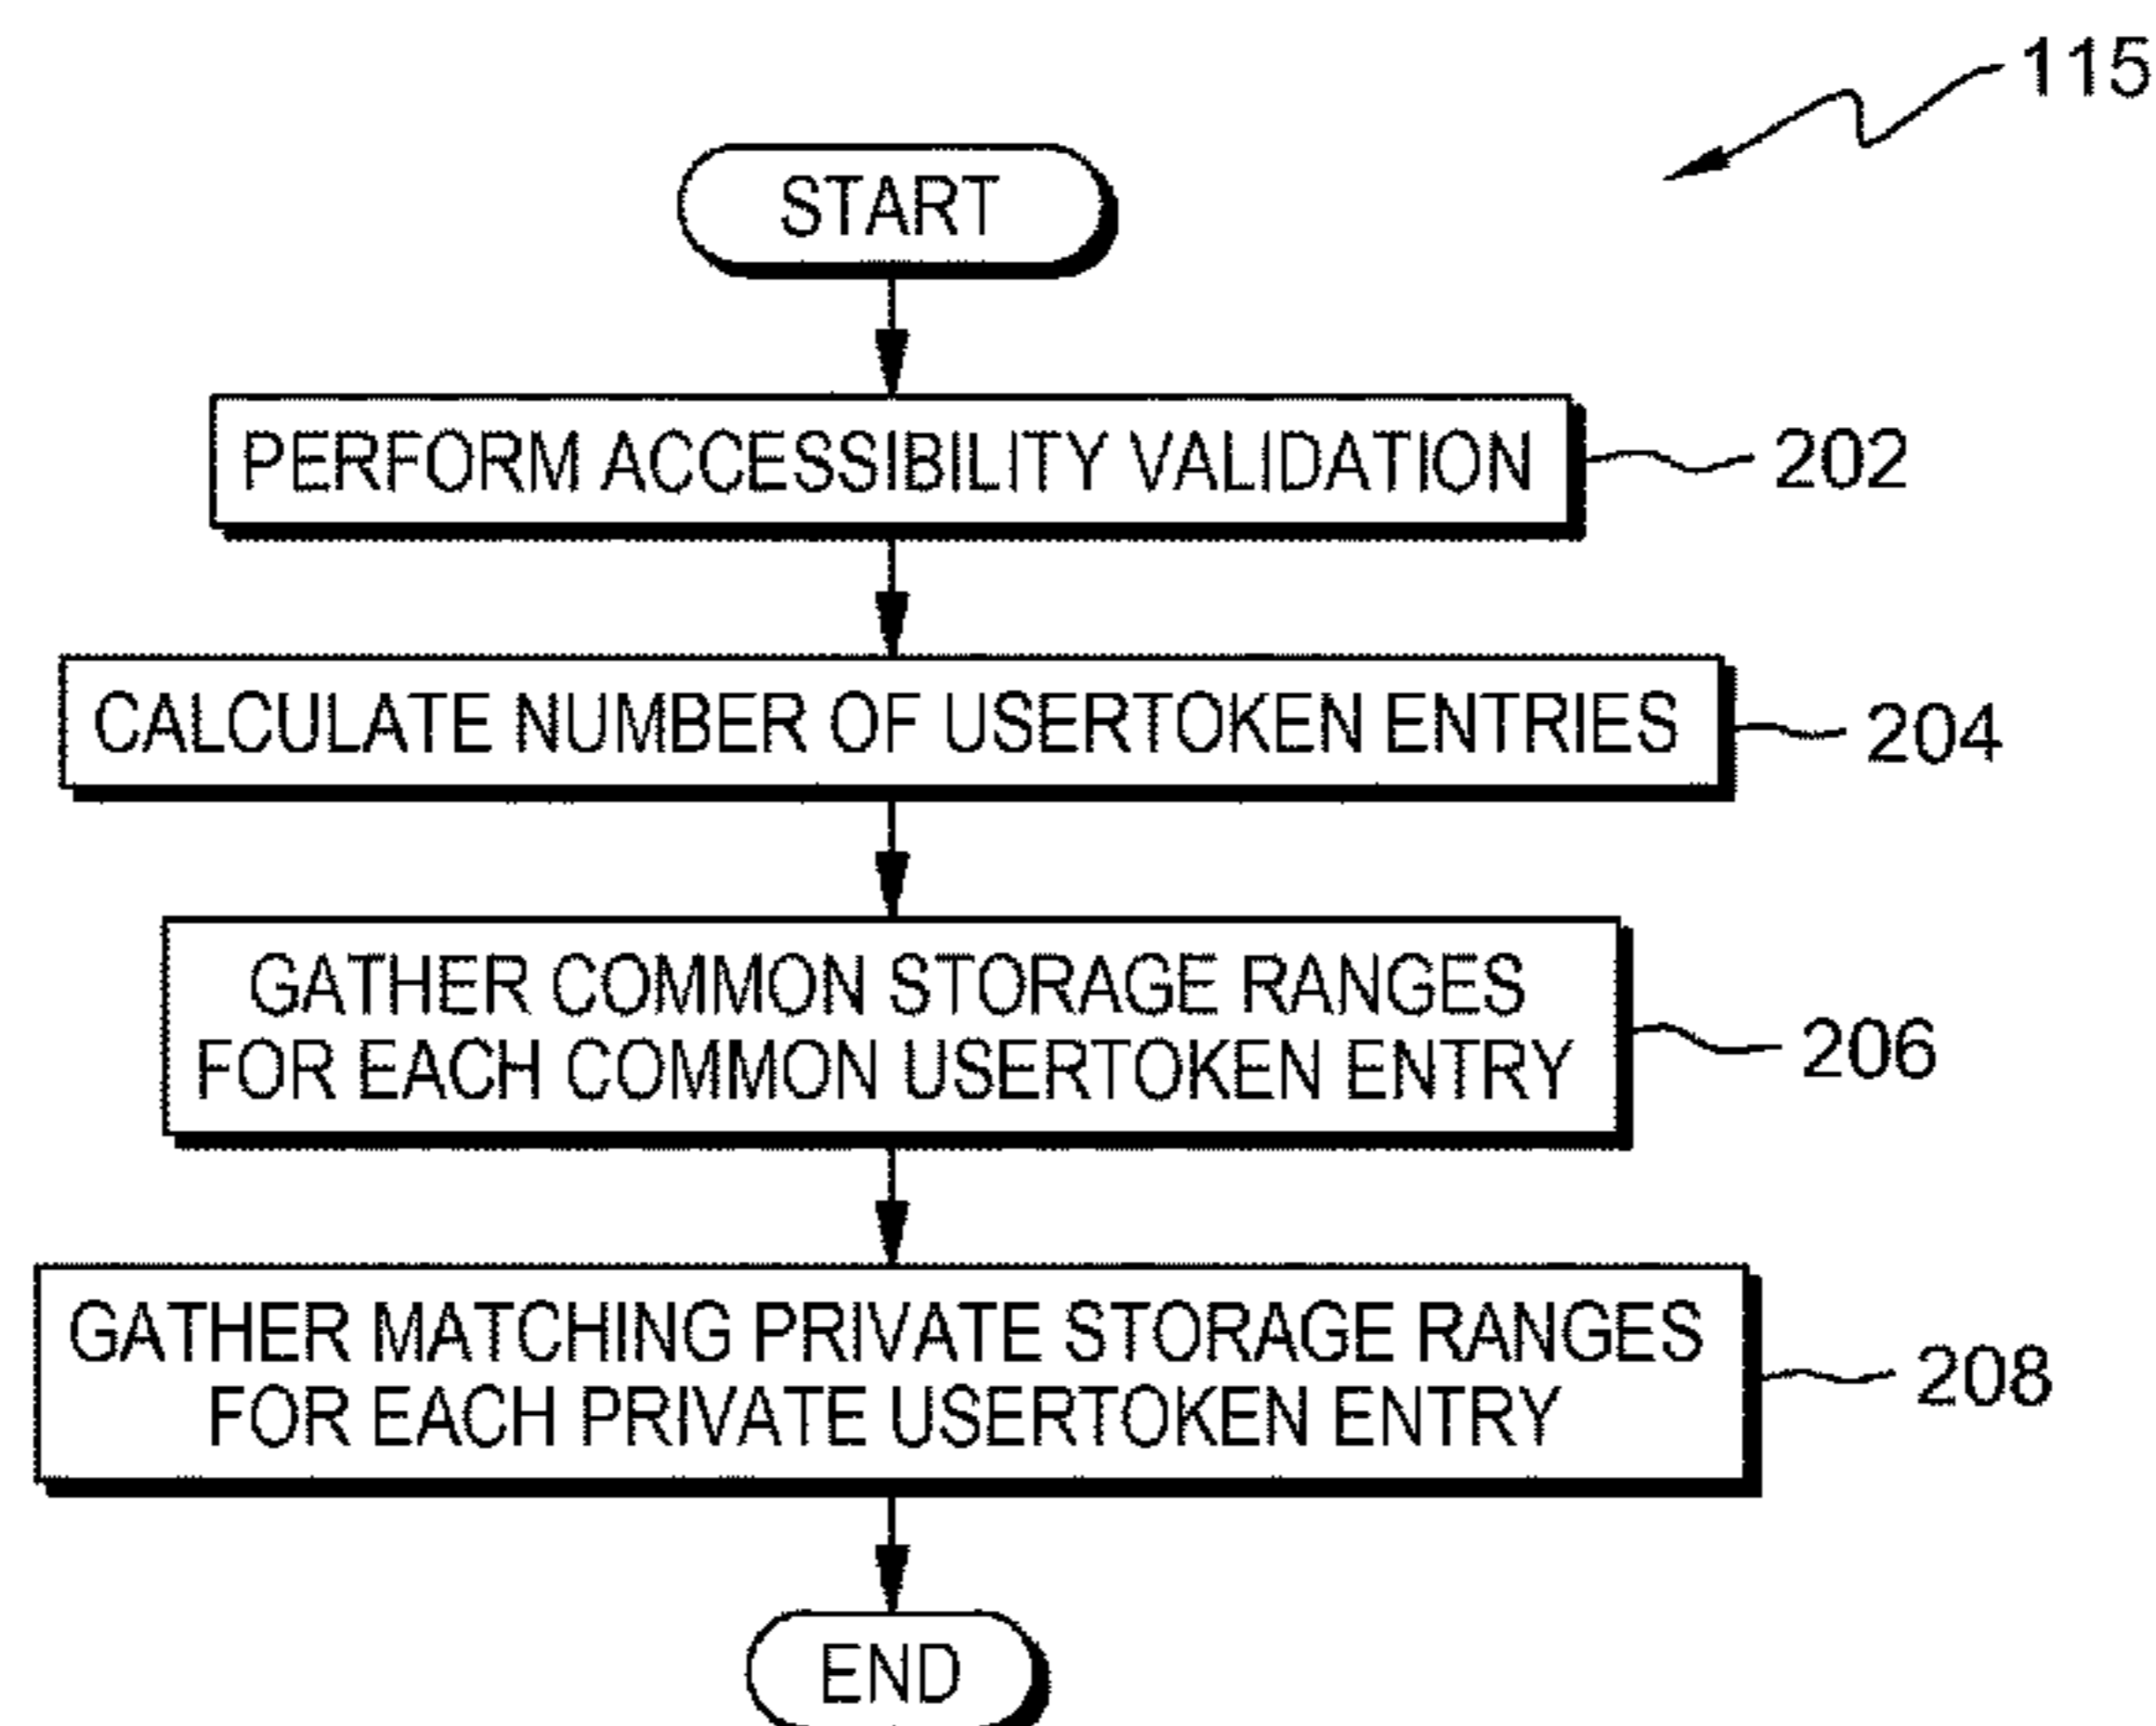 115
START
PERFORM ACCESSIBILITY VALIDATION
202
CALCULATE NUMBER OF USERTOKEN ENTRIES
204
GATHER COMMON STORAGE RANGES
FOR EACH COMMON USERTOKEN ENTRY
206
GATHER MATCHING PRIVATE STORAGE RANGES
FOR EACH PRIVATE USERTOKEN ENTRY
208
END